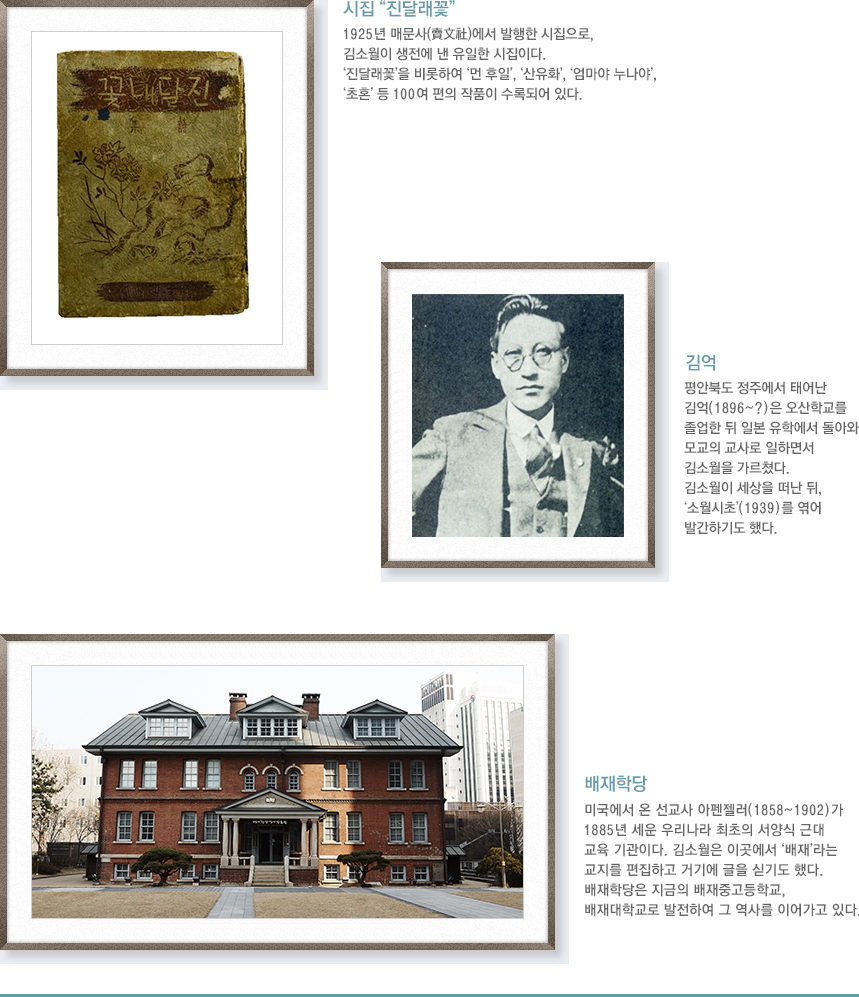 시집 “진달래꽃”
1925년 매문사(賣文社)에서 발행한 시집으로,
김소월이 생전에 낸 유일한 시집이다.
‘진달래꽃’을 비롯하여 ‘먼 후일’, ‘산유화’, ‘엄마야 누나야’,
‘초혼’ 등 100여 편의 작품이 수록되어 있다.
꽃내달진
集 詩
김억
평안북도 정주에서 태어난
김억(1896~?)은 오산학교를
졸업한 뒤 일본 유학에서 돌아와
모교의 교사로 일하면서
김소월을 가르쳤다.
김소월이 세상을 떠난 뒤,
‘소월시초’(1939)를 엮어
발간하기도 했다.
배재학당
미국에서 온 선교사 아펜젤러(1858~1902)가
1885년 세운 우리나라 최초의 서양식 근대
교육 기관이다. 김소월은 이곳에서 ‘배재’라는
교지를 편집하고 거기에 글을 싣기도 했다.
배재학당은 지금의 배재중고등학교,
배재대학교로 발전하여 그 역사를 이어가고 있다.